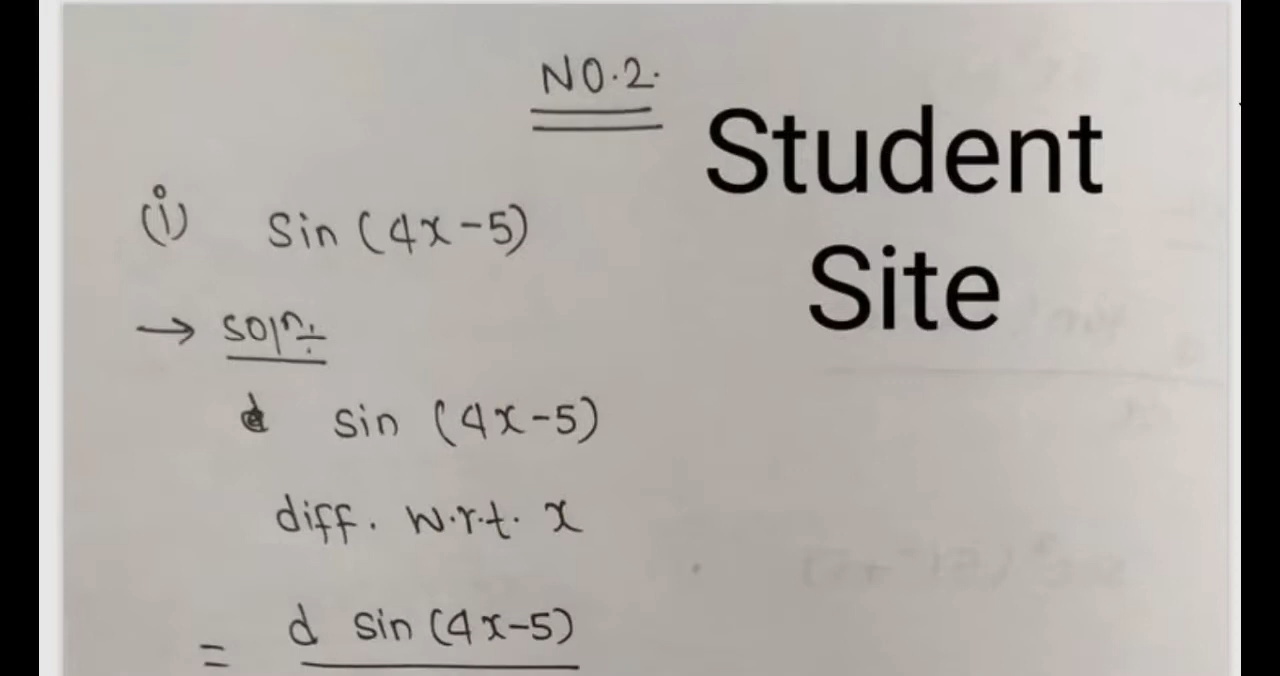 NO.2.
Student
Site
(i) Sin (4x-5)
→ soln:
sin (4x-5)
diff. w.r.t. x
= d sin (4x-5)